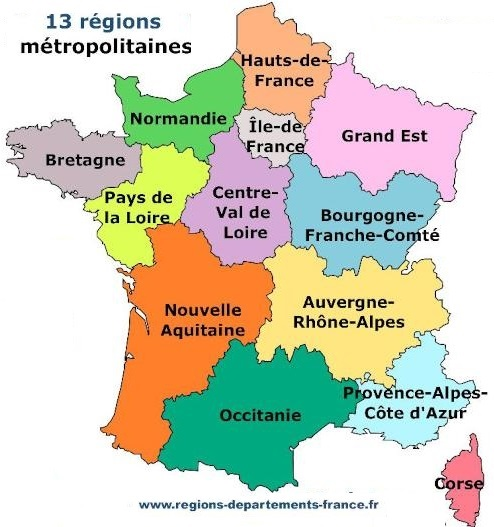 13 régions
métropolitaines
Hauts-de-
France
Normandie
Île-de
France
Grand Est
Bretagne
Pays de
la Loire
Centre-
Val de
Loire
Bourgogne-
Franche-Comté
Nouvelle
Aquitaine
Auvergne-
Rhône-Alpes
Provence-Alpes-
Côte d'Azur
Occitanie
Corse
www.regions-departements-france.fr